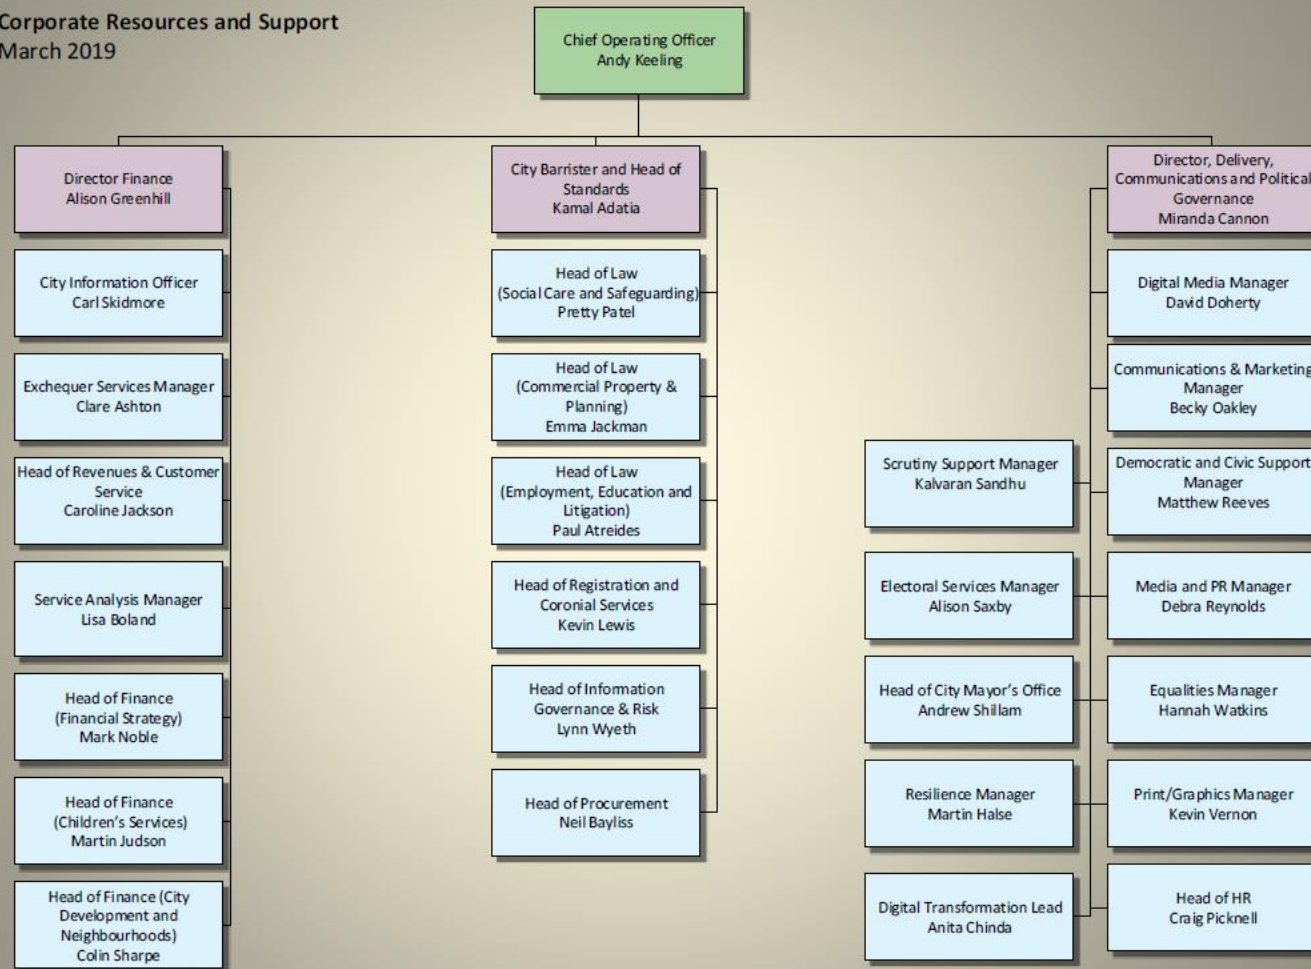 Corporate Resources and Support
March 2019
Chief Operating Officer
Andy Keeling
Director Finance
Alison Greenhill
City Information Officer
Carl Skidmore
Exchequer Services Manager
Clare Ashton
Head of Revenues & Customer
Service
Caroline Jackson
Service Analysis Manager
Lisa Boland
Head of Finance
(Financial Strategy)
Mark Noble
Head of Finance
(Children's Services)
Martin Judson
Head of Finance (City
Development and
Neighbourhoods)
Colin Sharpe
City Barrister and Head of
Standards
Kamal Adatia
Head of Law
(Social Care and Safeguarding)
Pretty Patel
Head of Law
(Commercial Property &
Planning)
Emma Jackman
Head of Law
(Employment, Education and
Litigation)
Paul Atreides
Head of Registration and
Coronial Services
Kevin Lewis
Head of Information
Governance & Risk
Lynn Wyeth
Head of Procurement
Neil Bayliss
Director, Delivery,
Communications and Political
Governance
Miranda Cannon
Digital Media Manager
David Doherty
Communications & Marketing
Manager
Becky Oakley
Scrutiny Support Manager
Kalvaran Sandhu
Democratic and Civic Support
Manager
Matthew Reeves
Electoral Services Manager
Alison Saxby
Media and PR Manager
Debra Reynolds
Head of City Mayor's Office
Andrew Shillam
Equalities Manager
Hannah Watkins
Resilience Manager
Martin Halse
Print/Graphics Manager
Kevin Vernon
Digital Transformation Lead
Anita Chinda
Head of HR
Craig Picknell